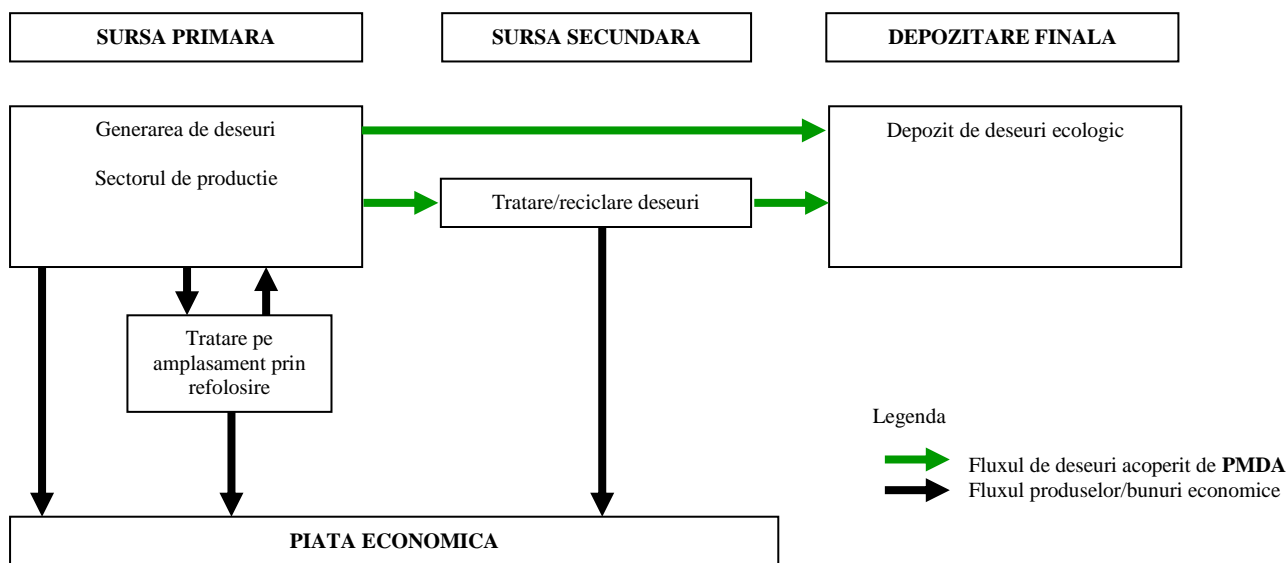 SURSA PRIMARA
SURSA SECUNDARA
DEPOZITARE FINALA
Generarea de deseuri
Sectorul de productie
Depozit de deseuri ecologic
Tratare/reciclare deseuri
Tratare pe
amplasament prin
refolosire
Legenda
Fluxul de deseuri acoperit de PMDA
Fluxul produselor/bunuri economice
PIATA ECONOMICA